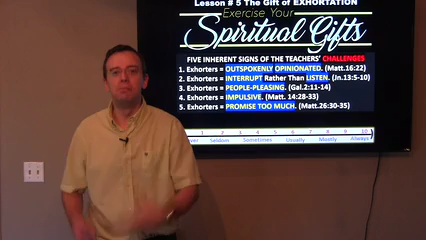 Lesson # 5 The Gift of EXHORTATION
Exercise Your
Spiritual Gifts
FIVE INHERENT SIGNS OF THE TEACHERS' CHALLENGES
1. Exhorters = OUTSPOKENLY OPINIONATED. (Matt.16:22)
2. Exhorters = INTERRUPT Rather Than LISTEN. (Jn.13:5-10)
3. Exhorters = PEOPLE-PLEASING. (Gal.2:11-14)
4. Exhorters = IMPULSIVE. (Matt. 14:28-33)
5. Exhorters = PROMISE TOO MUCH. (Matt.26:30-35)
1 2 3 4 5 6 7 8 9 10
Seldom Sometimes Usually Mostly Always